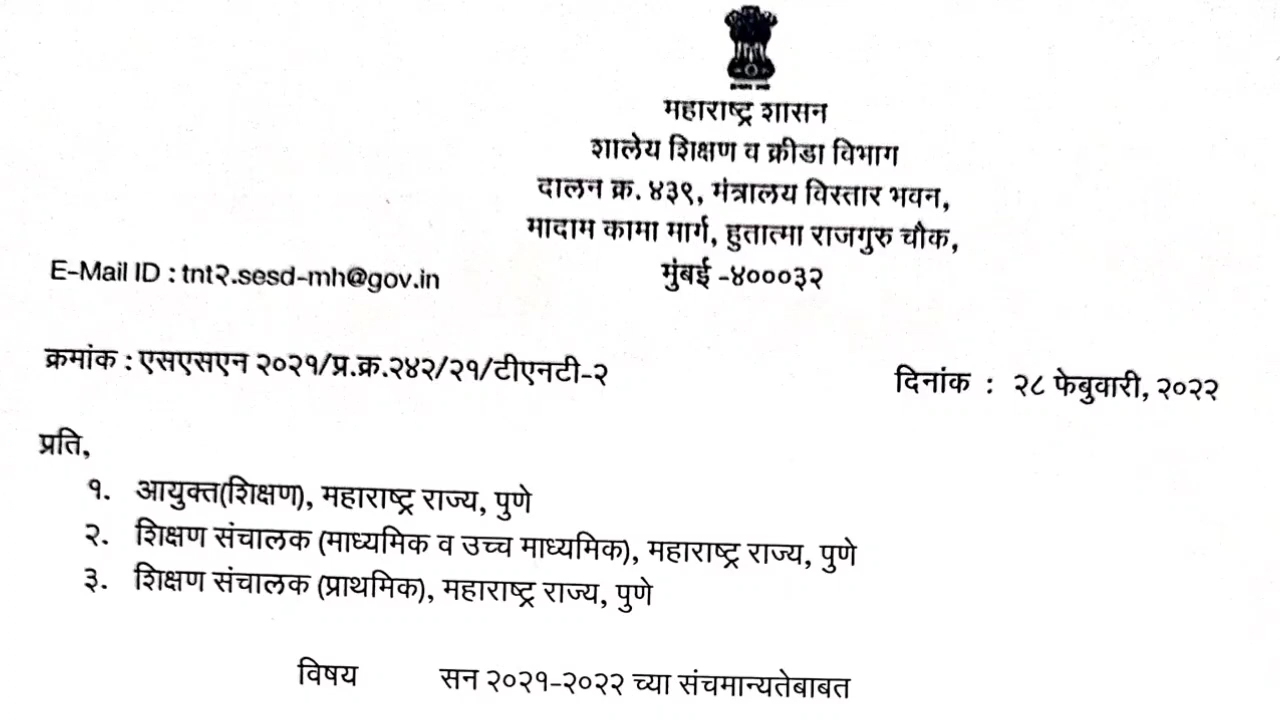 महाराष्ट्र शासन
शालेय शिक्षण व क्रीडा विभाग
दालन क्र. ४३९, मंत्रालय विस्तार भवन,
मादाम कामा मार्ग, हुतात्मा राजगुरु चौक,
E-Mail ID : tnt२.sesd-mh@gov.in मुंबई -४०००३२
क्रमांक : एसएसएन २०२१/प्र.क्र.२४२/२१/टीएनटी-२ दिनांक : २८ फेबुवारी, २०२२
प्रति,
१. आयुक्त(शिक्षण), महाराष्ट्र राज्य, पुणे
२. शिक्षण संचालक (माध्यमिक व उच्च माध्यमिक), महाराष्ट्र राज्य, पुणे
३. शिक्षण संचालक (प्राथमिक), महाराष्ट्र राज्य, पुणे
विषय सन २०२१-२०२२ च्या संचमान्यतेबाबत